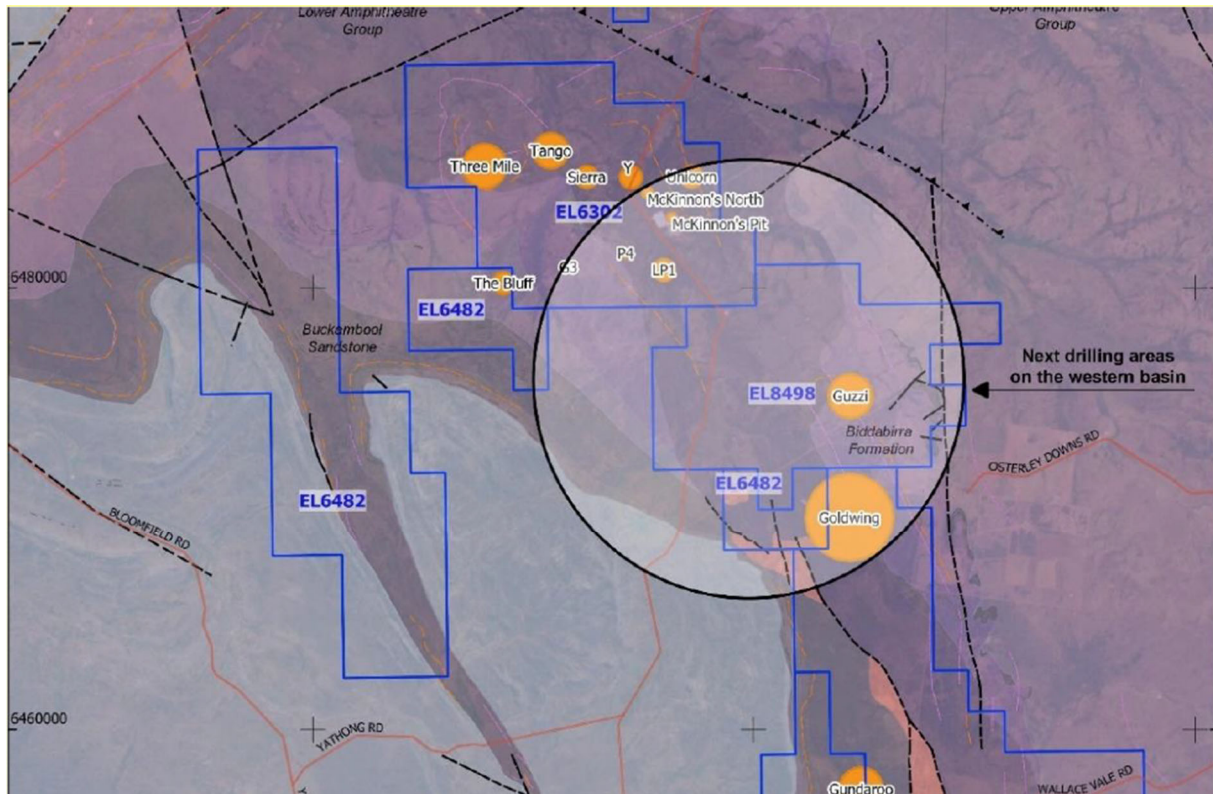 Lower Amphitheatre
Group
Upper Amphitheatre
Group
Three Mile
Tango
Sierra
Y
Unicorn
McKinnon's North
EL6302
McKinnon's Pit
P4
G3
LP1
6480000
The Bluff
EL6482
Buckambool
Sandstone
Next drilling areas
on the western basin
EL8498
Guzzi
Biddabirra
Formation
OSTERLEY DOWNS RD
EL6482
EL6482
Goldwing
BLOOMFIELD RD
6460000
YATHONG RD
WALLACE VALE RD
Gundaroo